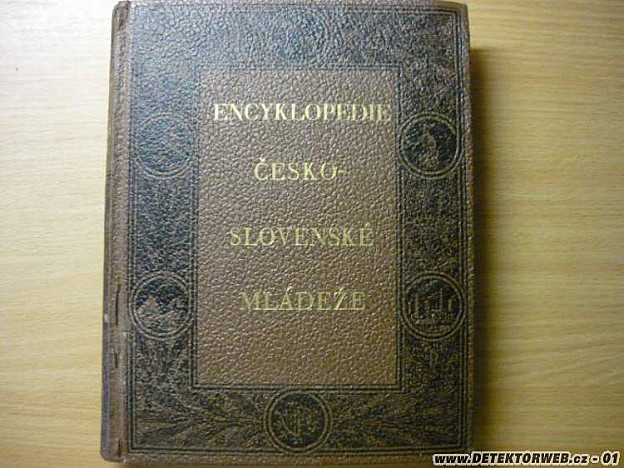 ENCYKLOPEDIE
ČESKO-
SLOVENSKÉ
MLÁDEŽE
www.DETEKTORWEB.cz - 01